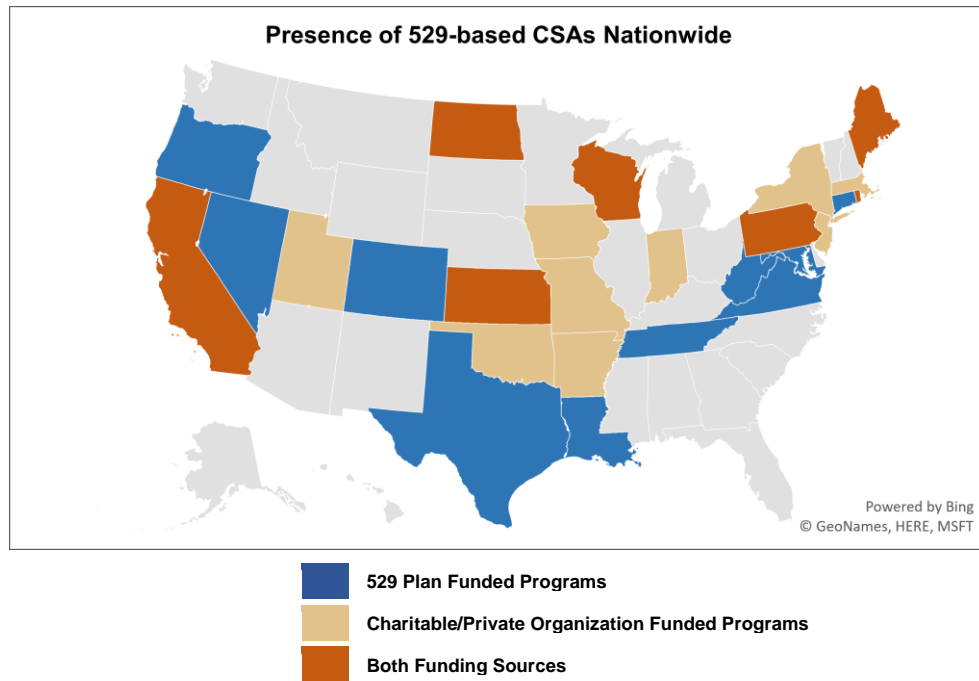 Presence of 529-based CSAs Nationwide
Powered by Bing
© GeoNames, HERE, MSFT
529 Plan Funded Programs
Charitable/Private Organization Funded Programs
Both Funding Sources